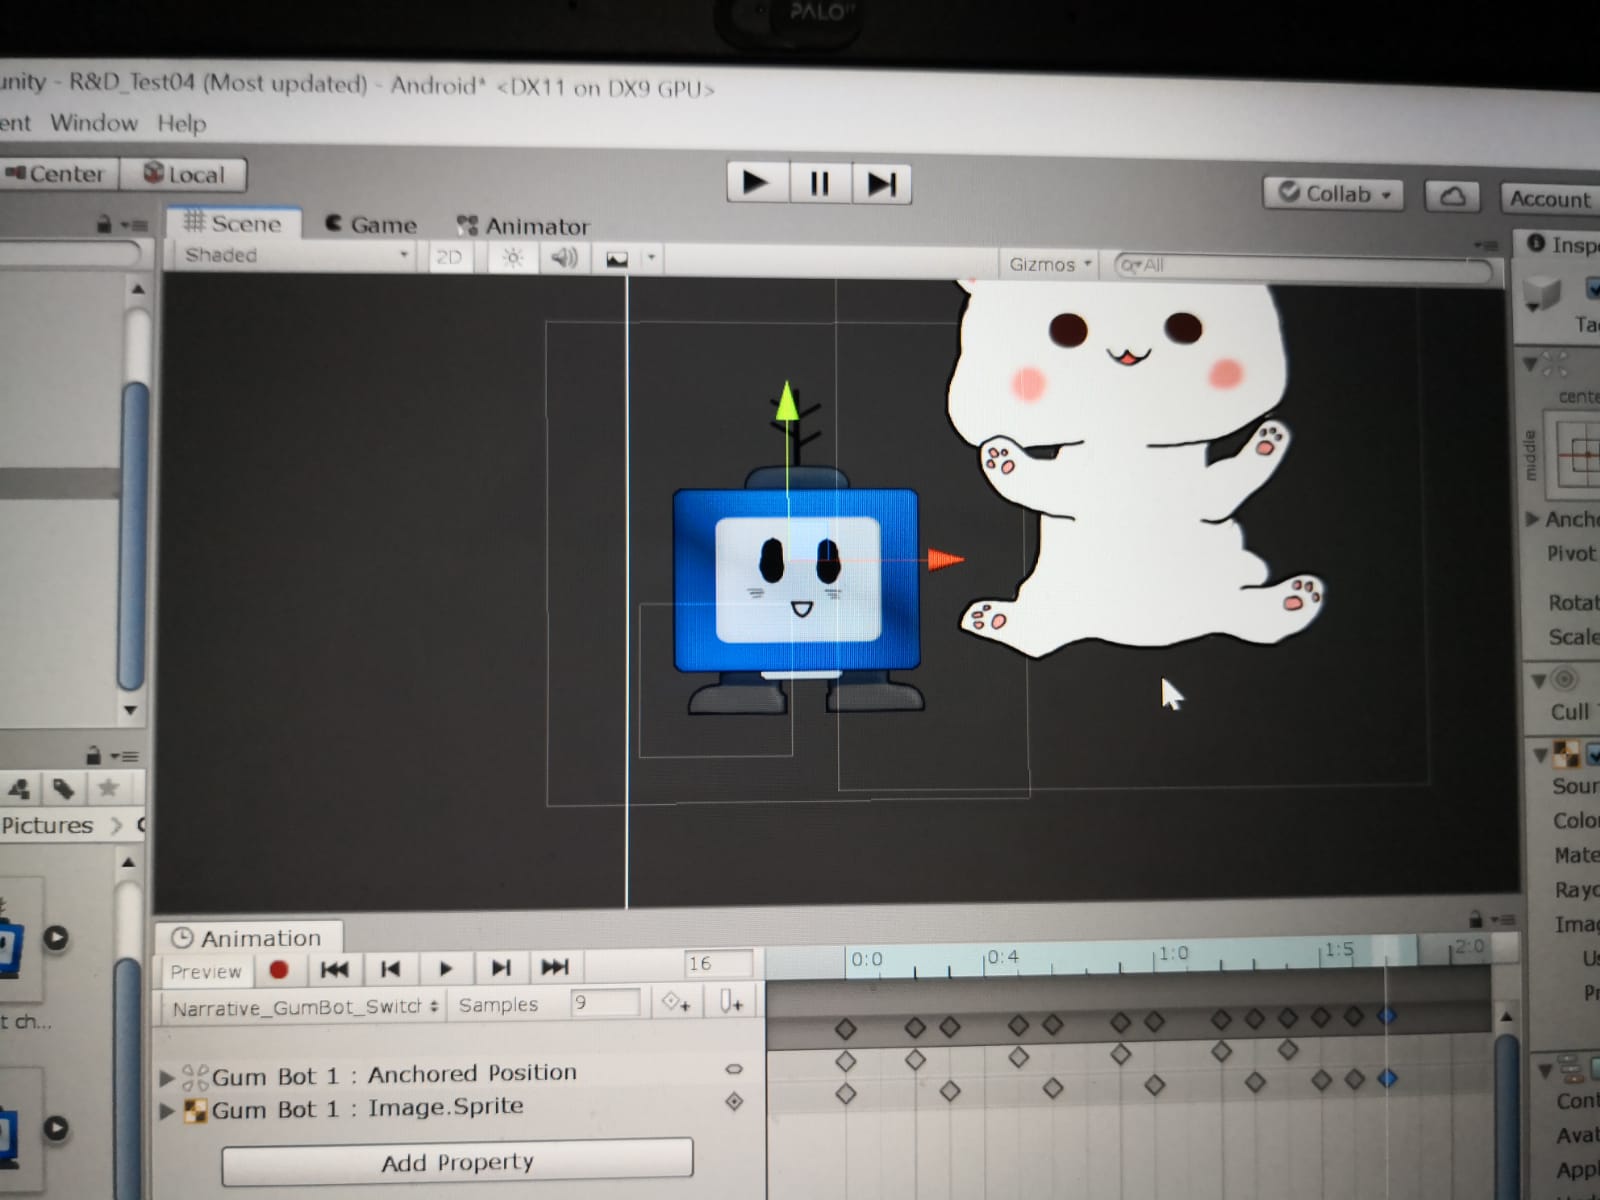 PALO
unity - R&D_Test04 (Most updated) - Android* <DX11 on DX9 GPU>
ent Window Help
Center Local
Collab
Account
Scene Game Animator
Insp
Shaded 2D Gizmos All
Ta
cente
middle
Ancho
Pivot
Rotat
Scale
Cull
Pictures
Sour
Color
Mate
Rayc
Imag
Us
Pr
t ch...
Animation
Preview 16
0:0 0:4 1:0 1:5 2:0
Narrative_GumBot_Switch Samples 9
Gum Bot 1 : Anchored Position
Gum Bot 1 : Image.Sprite
Add Property
Cont
Avat
Appl